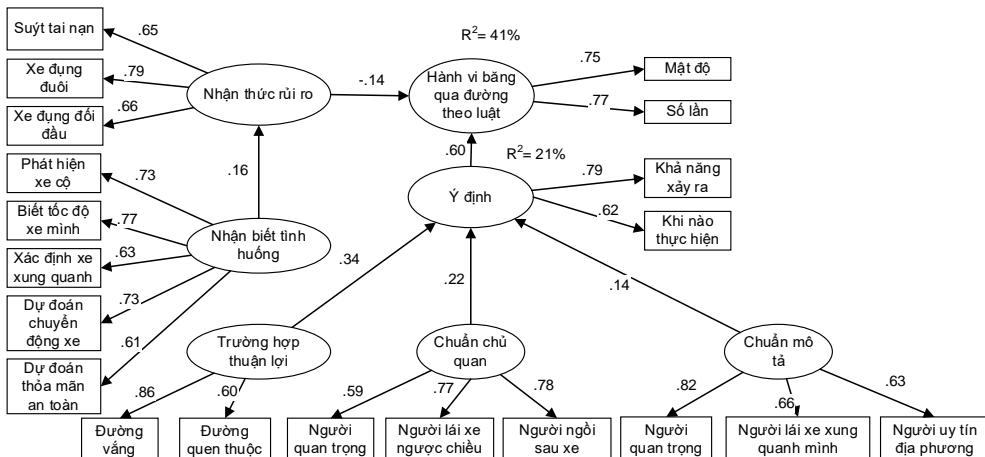 Suýt tai nạn
.65
R²= 41%
Xe đụng
đuôi
.79
Nhận thức rủi ro
-.14
Hành vi băng
qua đường
theo luật
.75
Mật độ
Xe đụng đối
đầu
.66
.77
Số lần
Phát hiện
xe cộ
.73
.16
.60
R²= 21%
.79
Khả năng
xảy ra
Ý định
Biết tốc độ
xe mình
.77
.62
Khi nào
thực hiện
Nhận biết tình
huống
Xác định xe
xung quanh
.63
.34
.22
.14
Dự đoán
chuyển
động xe
.73
.61
Trường hợp
thuận lợi
Chuẩn chủ
quan
Chuẩn mô
tả
Dự đoán
thỏa mãn
an toàn
.86
.60
.59
.77
.78
.82
.66
.63
Đường
vắng
Đường
quen thuộc
Người
quan trọng
Người lái xe
ngược chiều
Người ngồi
sau xe
Người
quan trọng
Người lái xe xung
quanh mình
Người uy tín
địa phương